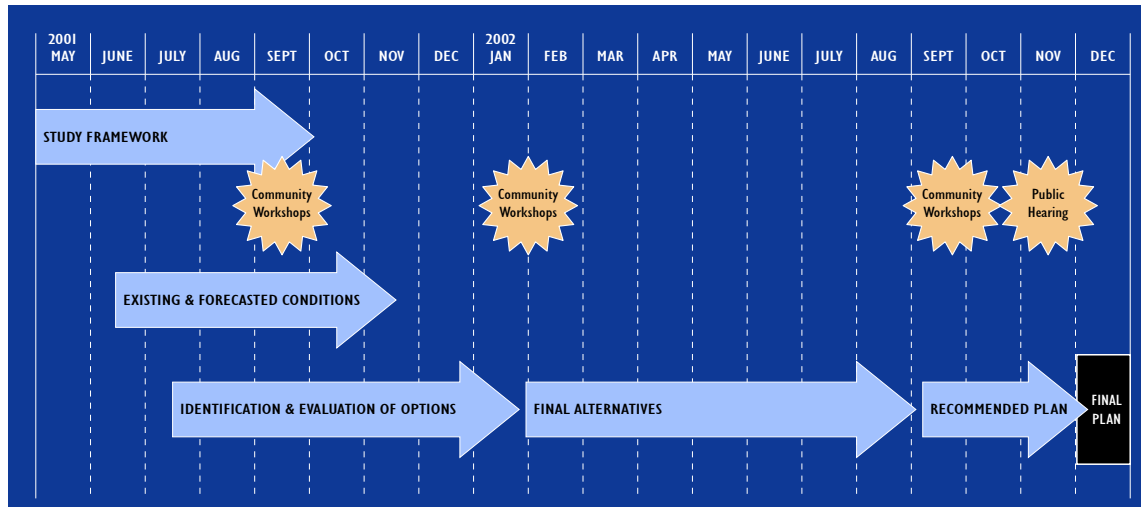 2001
MAY
JUNE
JULY
AUG
SEPT
OCT
NOV
DEC
2002
JAN
FEB
MAR
APR
MAY
JUNE
JULY
AUG
SEPT
OCT
NOV
DEC
STUDY FRAMEWORK
Community
Workshops
Community
Workshops
Community
Workshops
Public
Hearing
EXISTING & FORECASTED CONDITIONS
IDENTIFICATION & EVALUATION OF OPTIONS
FINAL ALTERNATIVES
RECOMMENDED PLAN
FINAL
PLAN